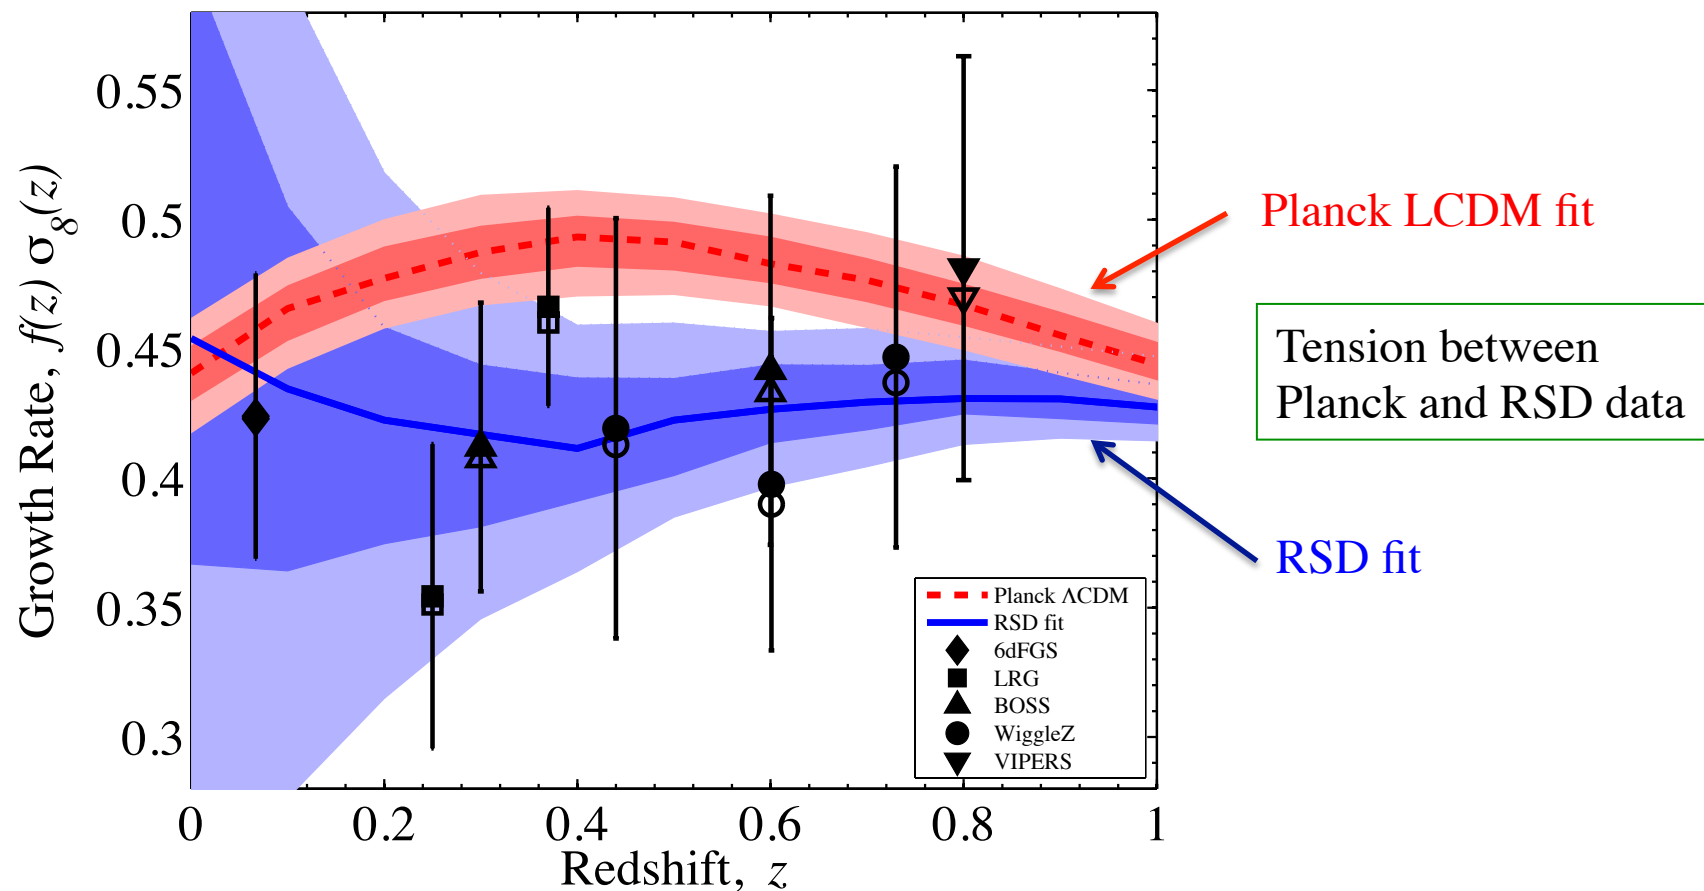 0.55
0.5
0.45
0.4
0.35
0.3
Growth Rate, f(z) σ8(z)
0 0.2 0.4 0.6 0.8 1
Redshift, z
Planck ΛCDM
RSD fit
6dFGS
LRG
BOSS
WiggleZ
VIPERS
Planck LCDM fit
Tension between
Planck and RSD data
RSD fit